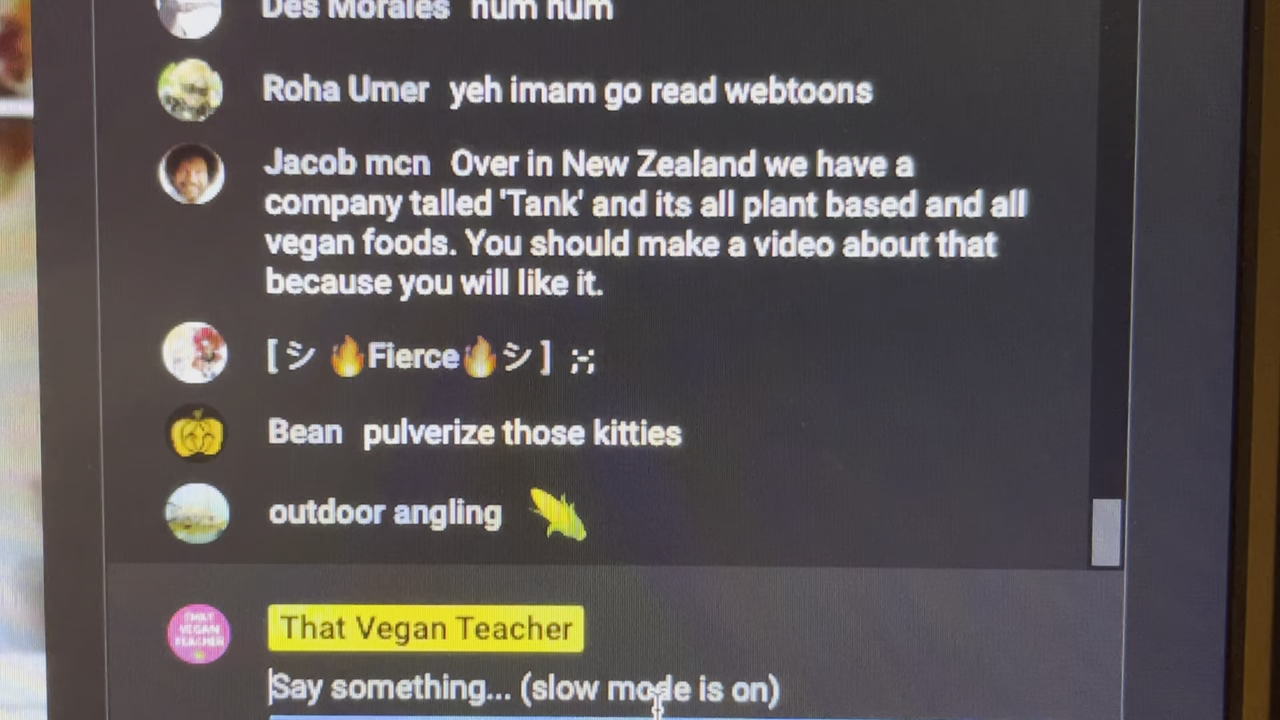 Des Morales num num
Roha Umer yeh imam go read webtoons
Jacob mcn Over in New Zealand we have a
company talled 'Tank' and its all plant based and all
vegan foods. You should make a video about that
because you will like it.
[シ 🔥Fierce🔥シ] ;-;
Bean pulverize those kitties
outdoor angling 🌽
THAT
VEGAN
TEACHER
That Vegan Teacher
Say something... (slow mode is on)